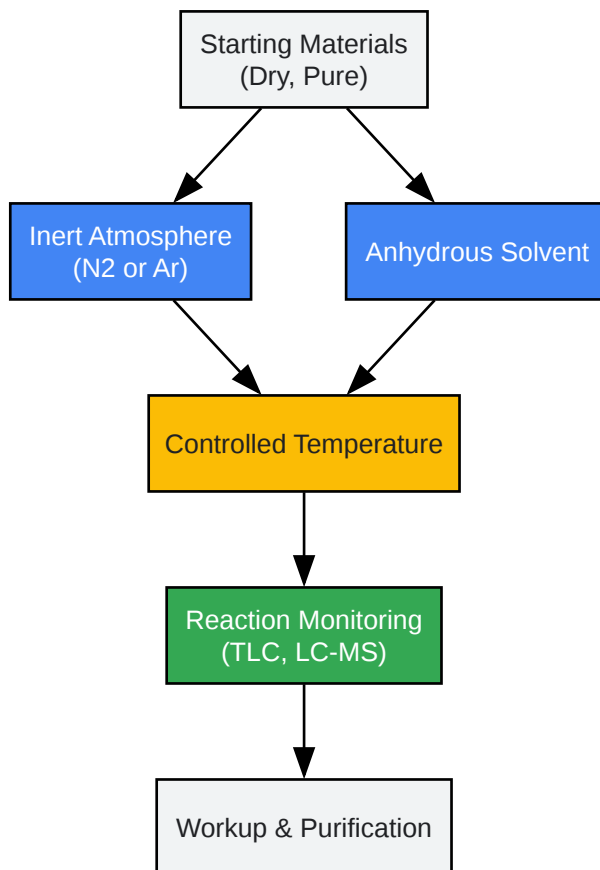 Starting Materials
(Dry, Pure)
Inert Atmosphere
(N2 or Ar)
Anhydrous Solvent
Controlled Temperature
Reaction Monitoring
(TLC, LC-MS)
Workup & Purification